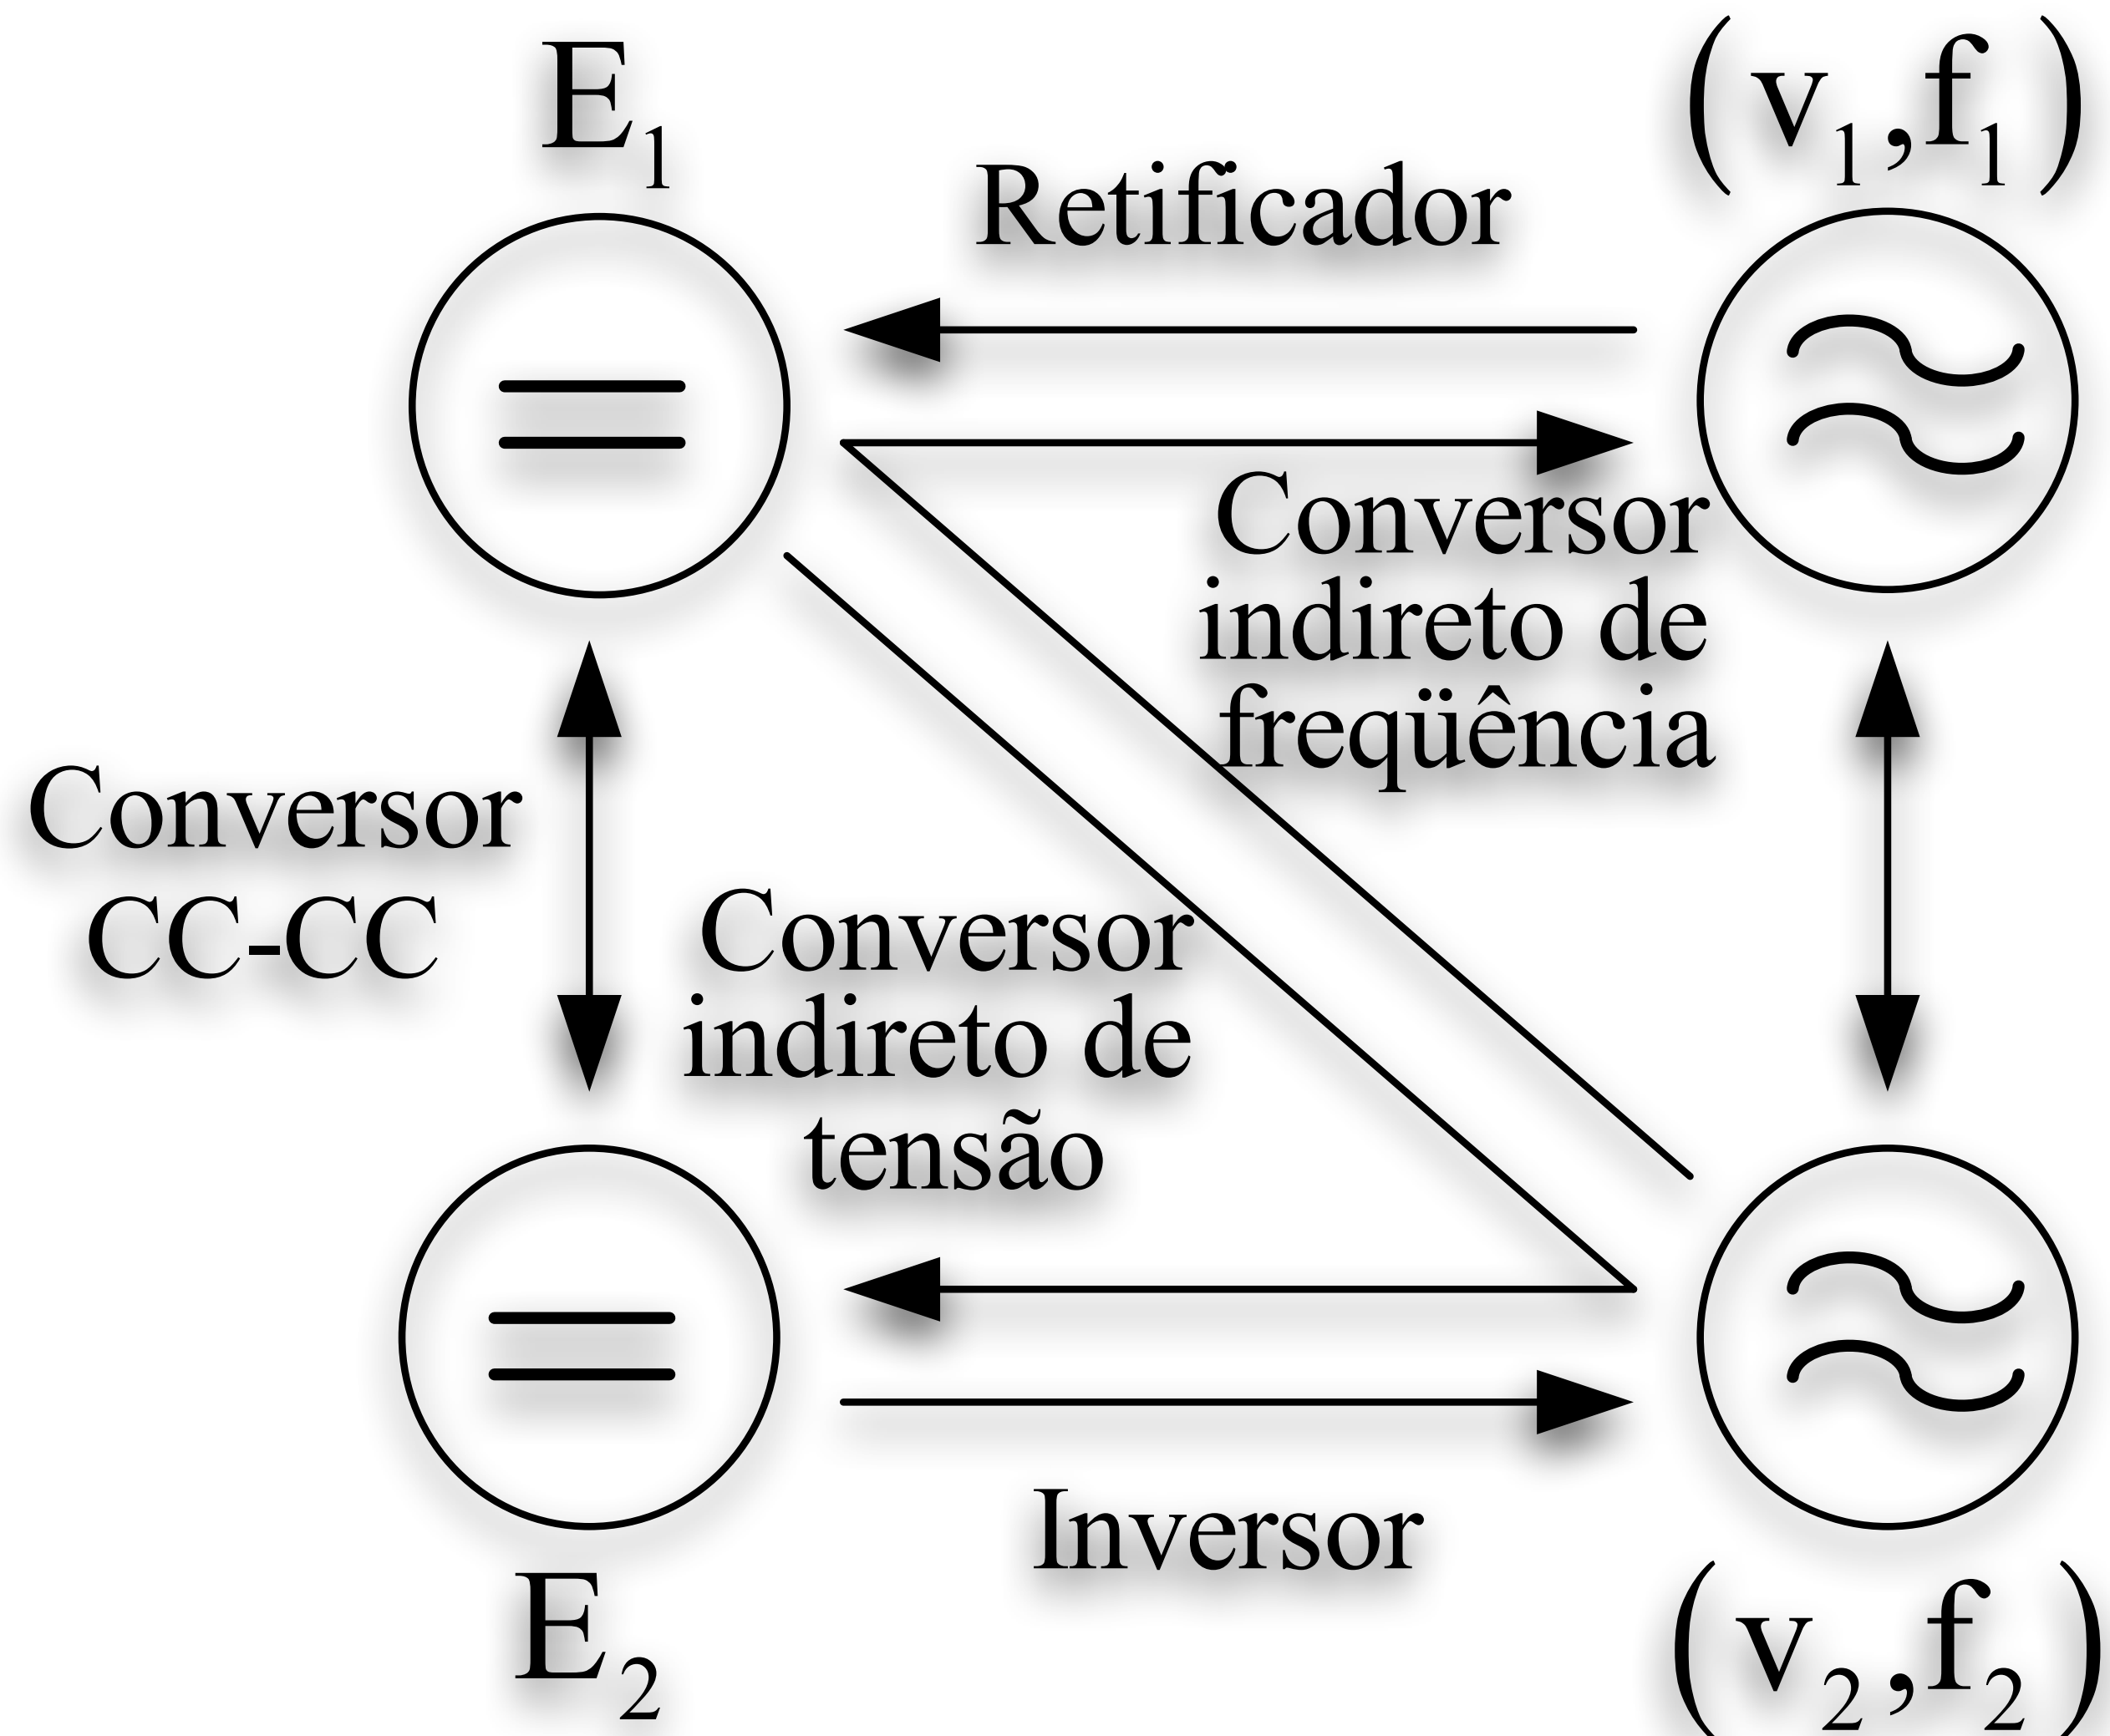 E1
(v1,f1)
Retificador
Conversor
indireto de
freqüência
Conversor
CC-CC
Conversor
indireto de
tensão
Inversor
E2
(v2,f2)